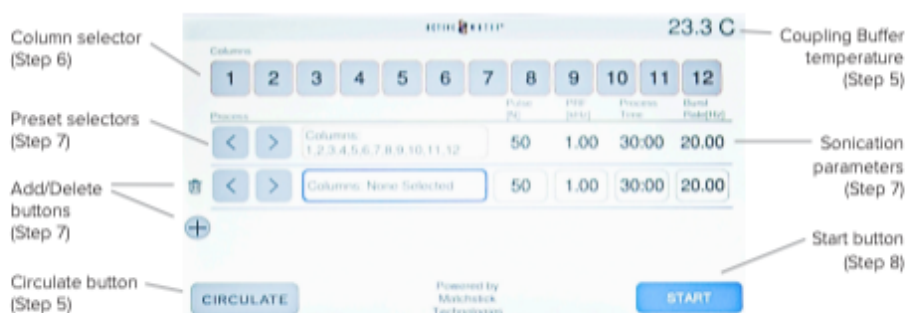 ACTIVE MOTIF®
23.3 C
Column selector
(Step 6)
Coupling Buffer
temperature
(Step 5)
Columns
1 2 3 4 5 6 7 8 9 10 11 12
Preset selectors
(Step 7)
Process
Pulse
[N]
PRF
[kHz]
Process
Time
Burst
Rate[Hz]
< > Columns:
1,2,3,4,5,6,7,8,9,10,11,12
50 1.00 30:00 20.00
Sonication
parameters
(Step 7)
Add/Delete
buttons
(Step 7)
< > Columns: None Selected 50 1.00 30:00 20.00
Start button
(Step 8)
Circulate button
(Step 5)
CIRCULATE
Powered by
Matchstick
Technologies
START